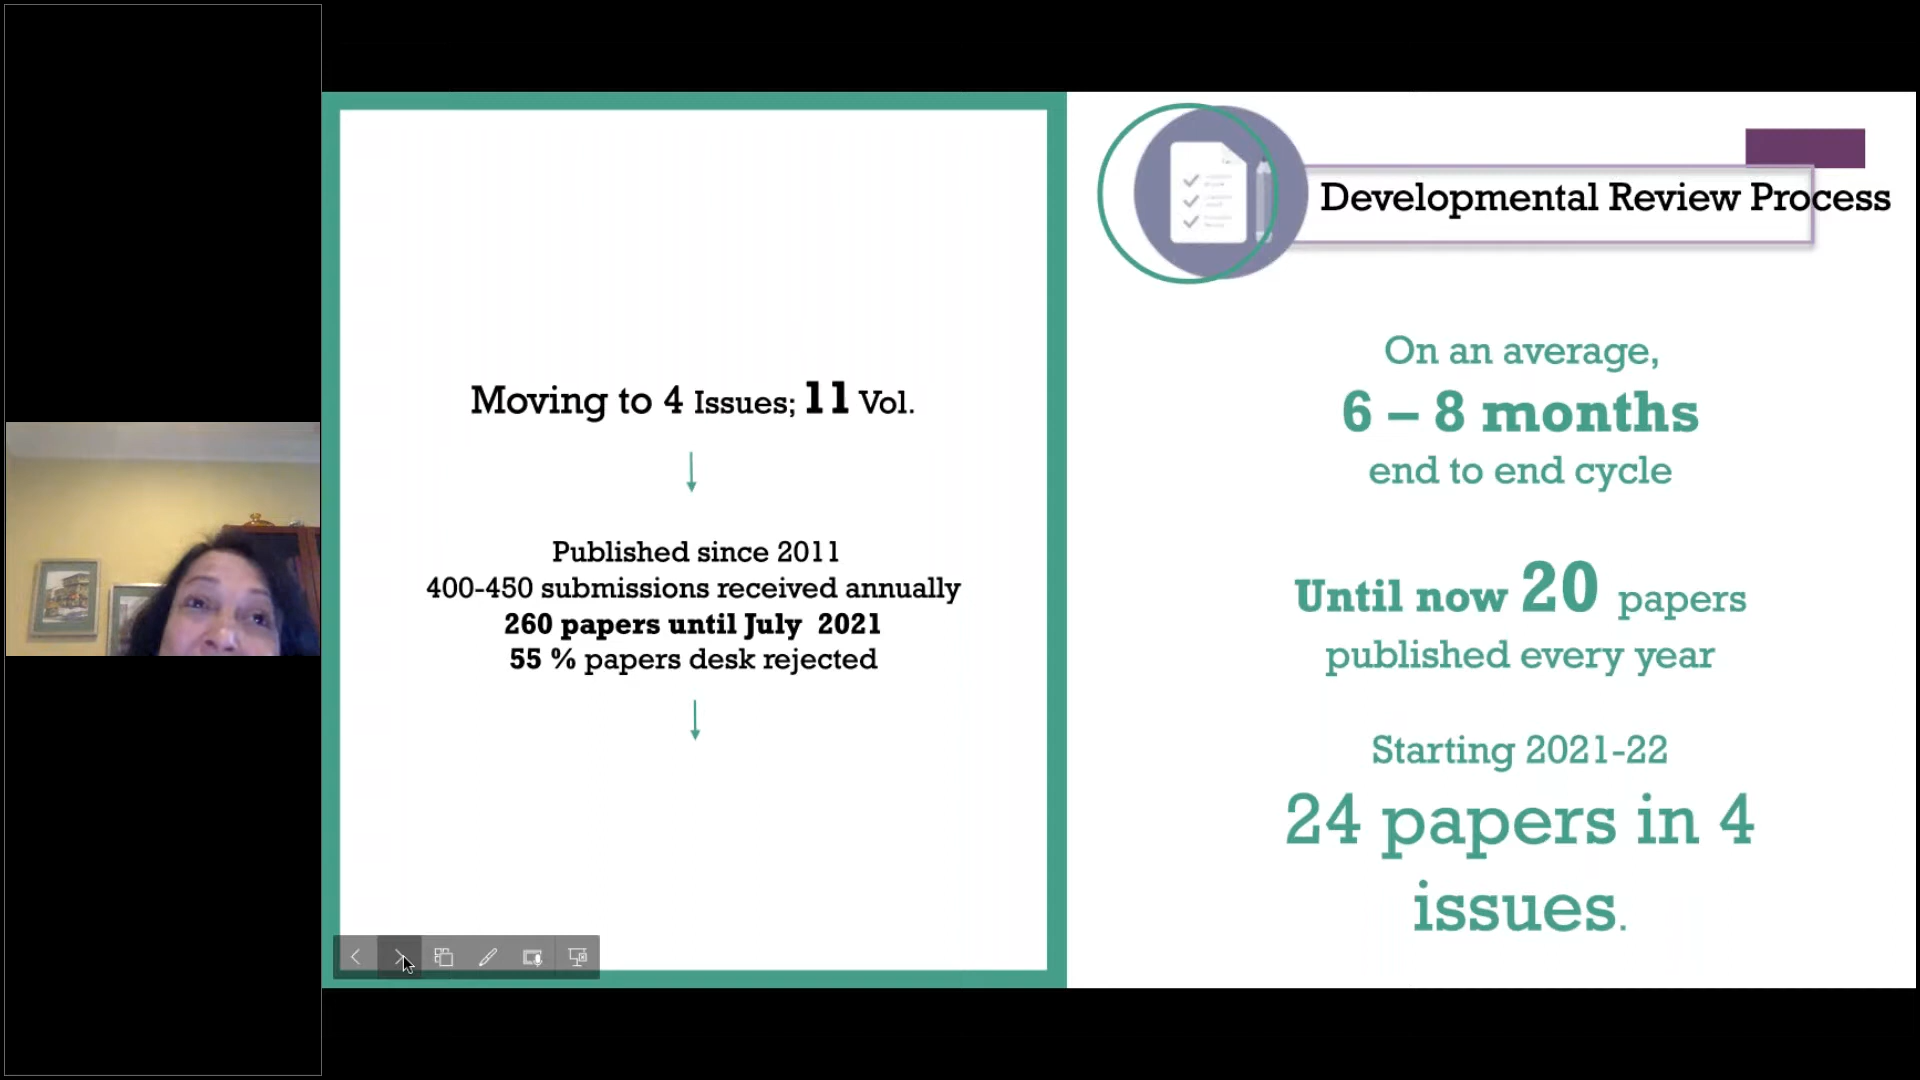 Moving to 4 Issues; 11 Vol.
Published since 2011
400-450 submissions received annually
260 papers until July 2021
55 % papers desk rejected
Developmental Review Process
On an average,
6 – 8 months
end to end cycle
Until now 20 papers
published every year
Starting 2021-22
24 papers in 4
issues.